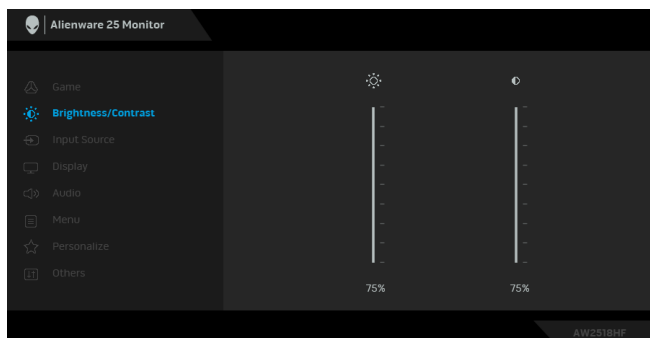 Alienware 25 Monitor
Game
Brightness/Contrast
Input Source
Display
Audio
Menu
Personalize
Others
75% 75%
AW2518HF